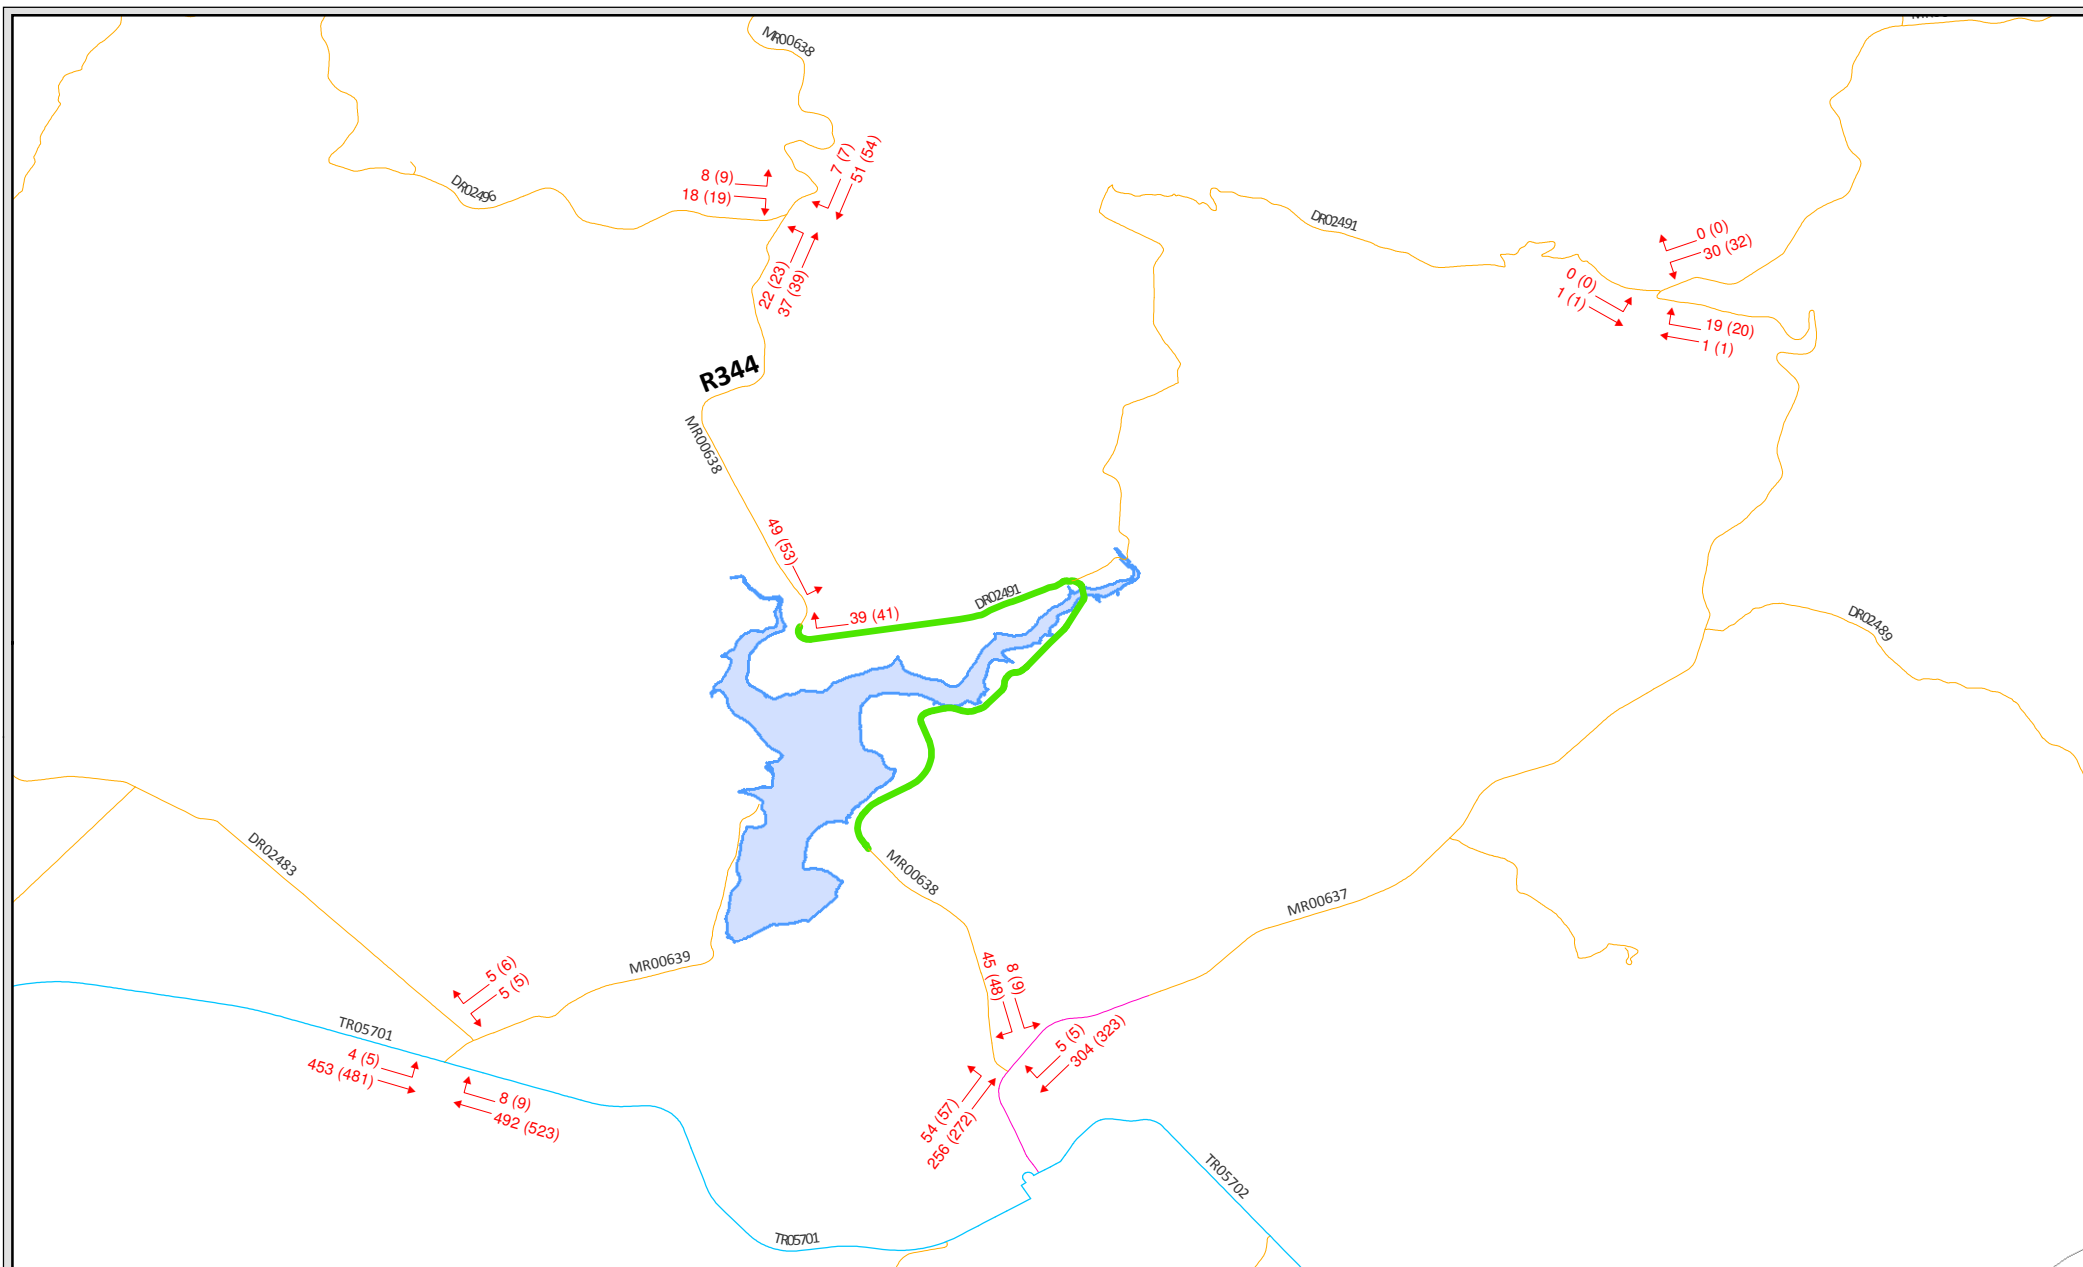 MR00638
7 (7)
51 (54)
8 (9)
18 (19)
DR02496
DR02491
0 (0)
30 (32)
0 (0)
1 (1)
22 (23)
37 (39)
19 (20)
1 (1)
R344
MR00638
49 (53)
DR02491
39 (41)
DR02489
DR02483
MR00638
MR00637
MR00639
45 (48)
8 (9)
5 (6)
5 (5)
TR05701
5 (5)
304 (323)
4 (5)
453 (481)
8 (9)
492 (523)
54 (57)
256 (272)
TR05702
TR05701